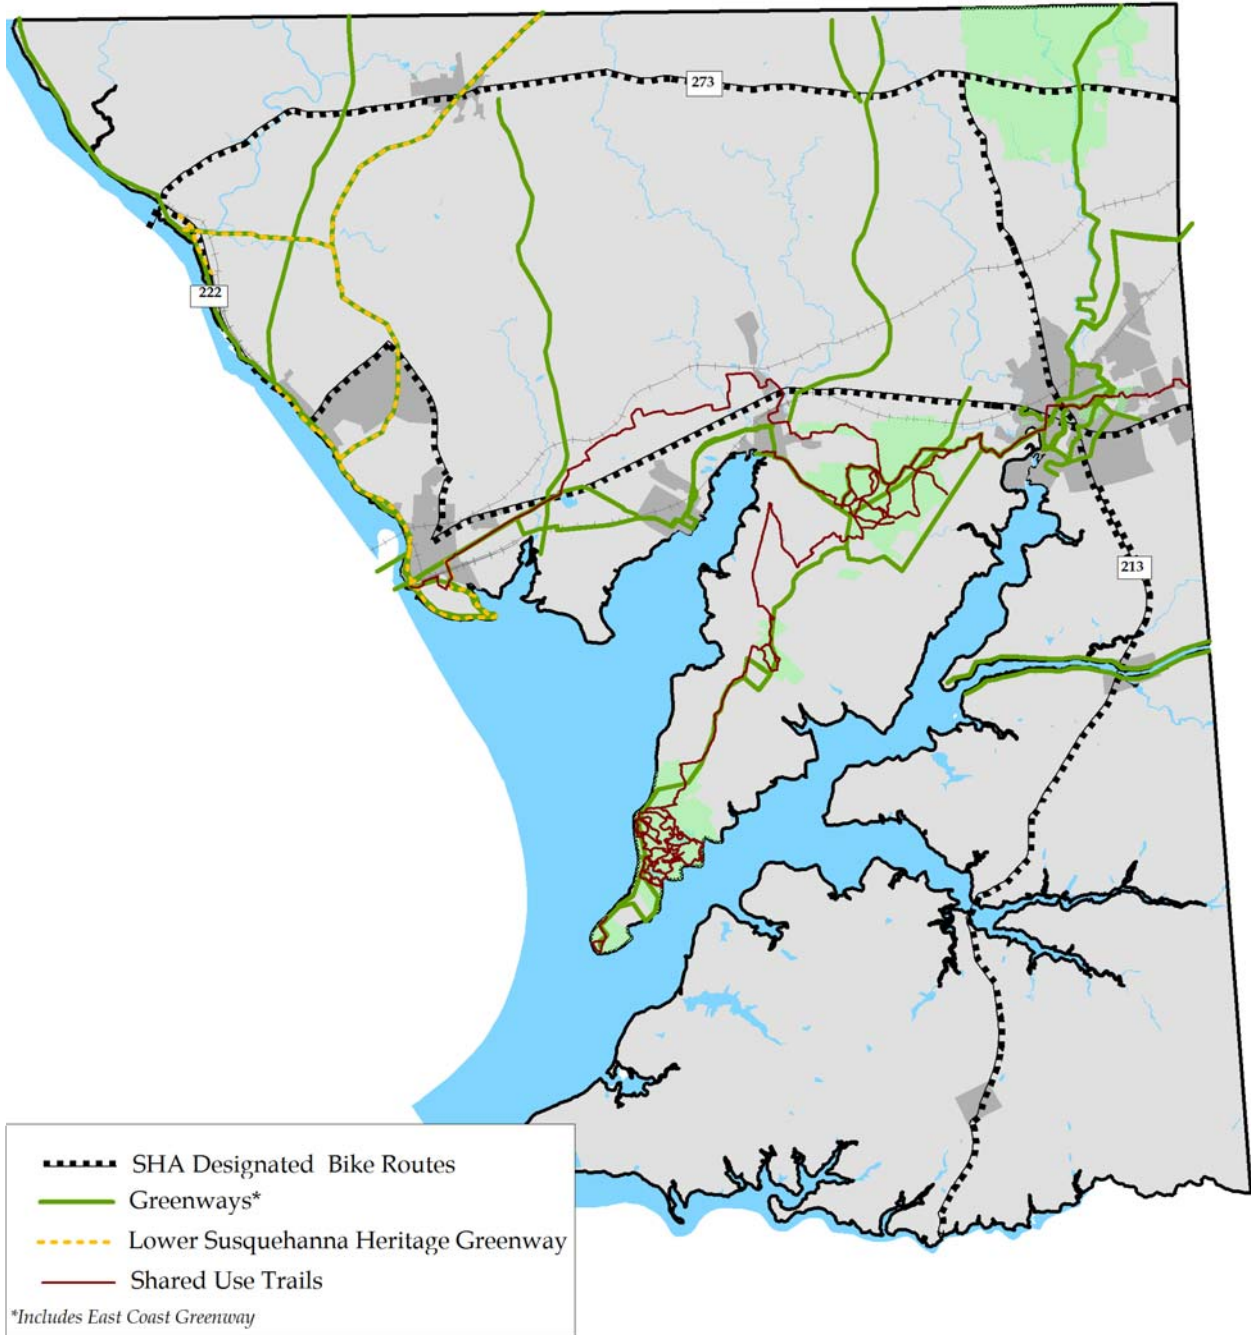 273
222
213
SHA Designated  Bike Routes
Greenways*
Lower Susquehanna Heritage Greenway
Shared Use Trails
*Includes East Coast Greenway